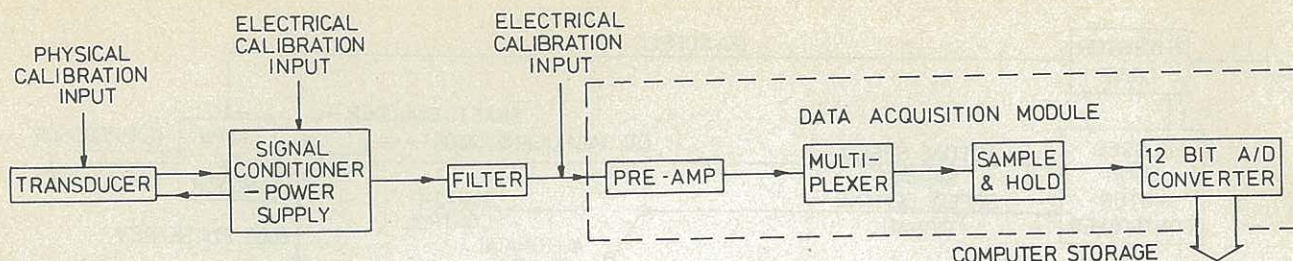 PHYSICAL
CALIBRATION
INPUT
ELECTRICAL
CALIBRATION
INPUT
ELECTRICAL
CALIBRATION
INPUT
DATA ACQUISITION MODULE
TRANSDUCER
SIGNAL
CONDITIONER
- POWER
SUPPLY
FILTER
PRE-AMP
MULTI-
PLEXER
SAMPLE
& HOLD
12 BIT A/D
CONVERTER
COMPUTER STORAGE